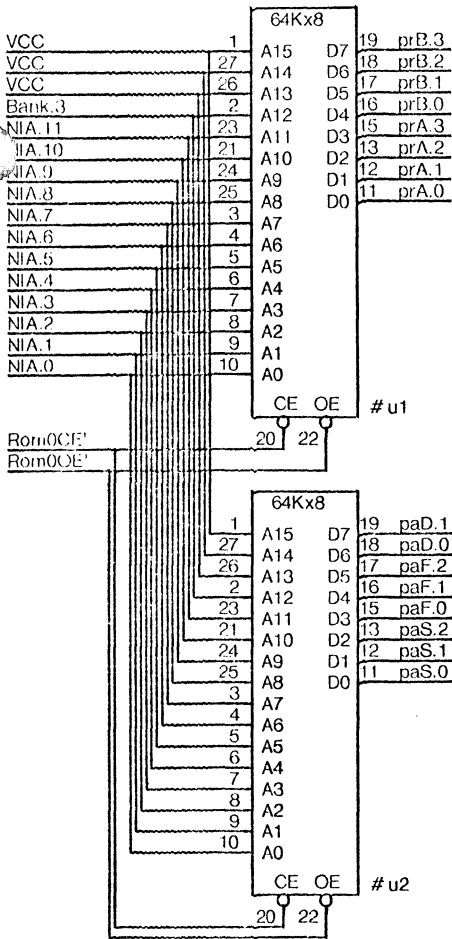 64Kx8
VCC 1 A15 D7 19 prB.3
VCC 27 A14 D6 18 prB.2
VCC 26 A13 D5 17 prB.1
Bank.3 2 A12 D4 16 prB.0
NIA.11 23 A11 D3 15 prA.3
NIA.10 21 A10 D2 13 prA.2
NIA.9 24 A9 D1 12 prA.1
NIA.8 25 A8 D0 11 prA.0
NIA.7 3 A7
NIA.6 4 A6
NIA.5 5 A5
NIA.4 6 A4
NIA.3 7 A3
NIA.2 8 A2
NIA.1 9 A1
NIA.0 10 A0
CE OE #u1
Rom0CE' 20 22
Rom0OE'
64Kx8
1 A15 D7 19 paD.1
27 A14 D6 18 paD.0
26 A13 D5 17 paF.2
2 A12 D4 16 paF.1
23 A11 D3 15 paF.0
21 A10 D2 13 paS.2
24 A9 D1 12 paS.1
25 A8 D0 11 paS.0
3 A7
4 A6
5 A5
6 A4
7 A3
8 A2
9 A1
10 A0
CE OE #u2
20 22